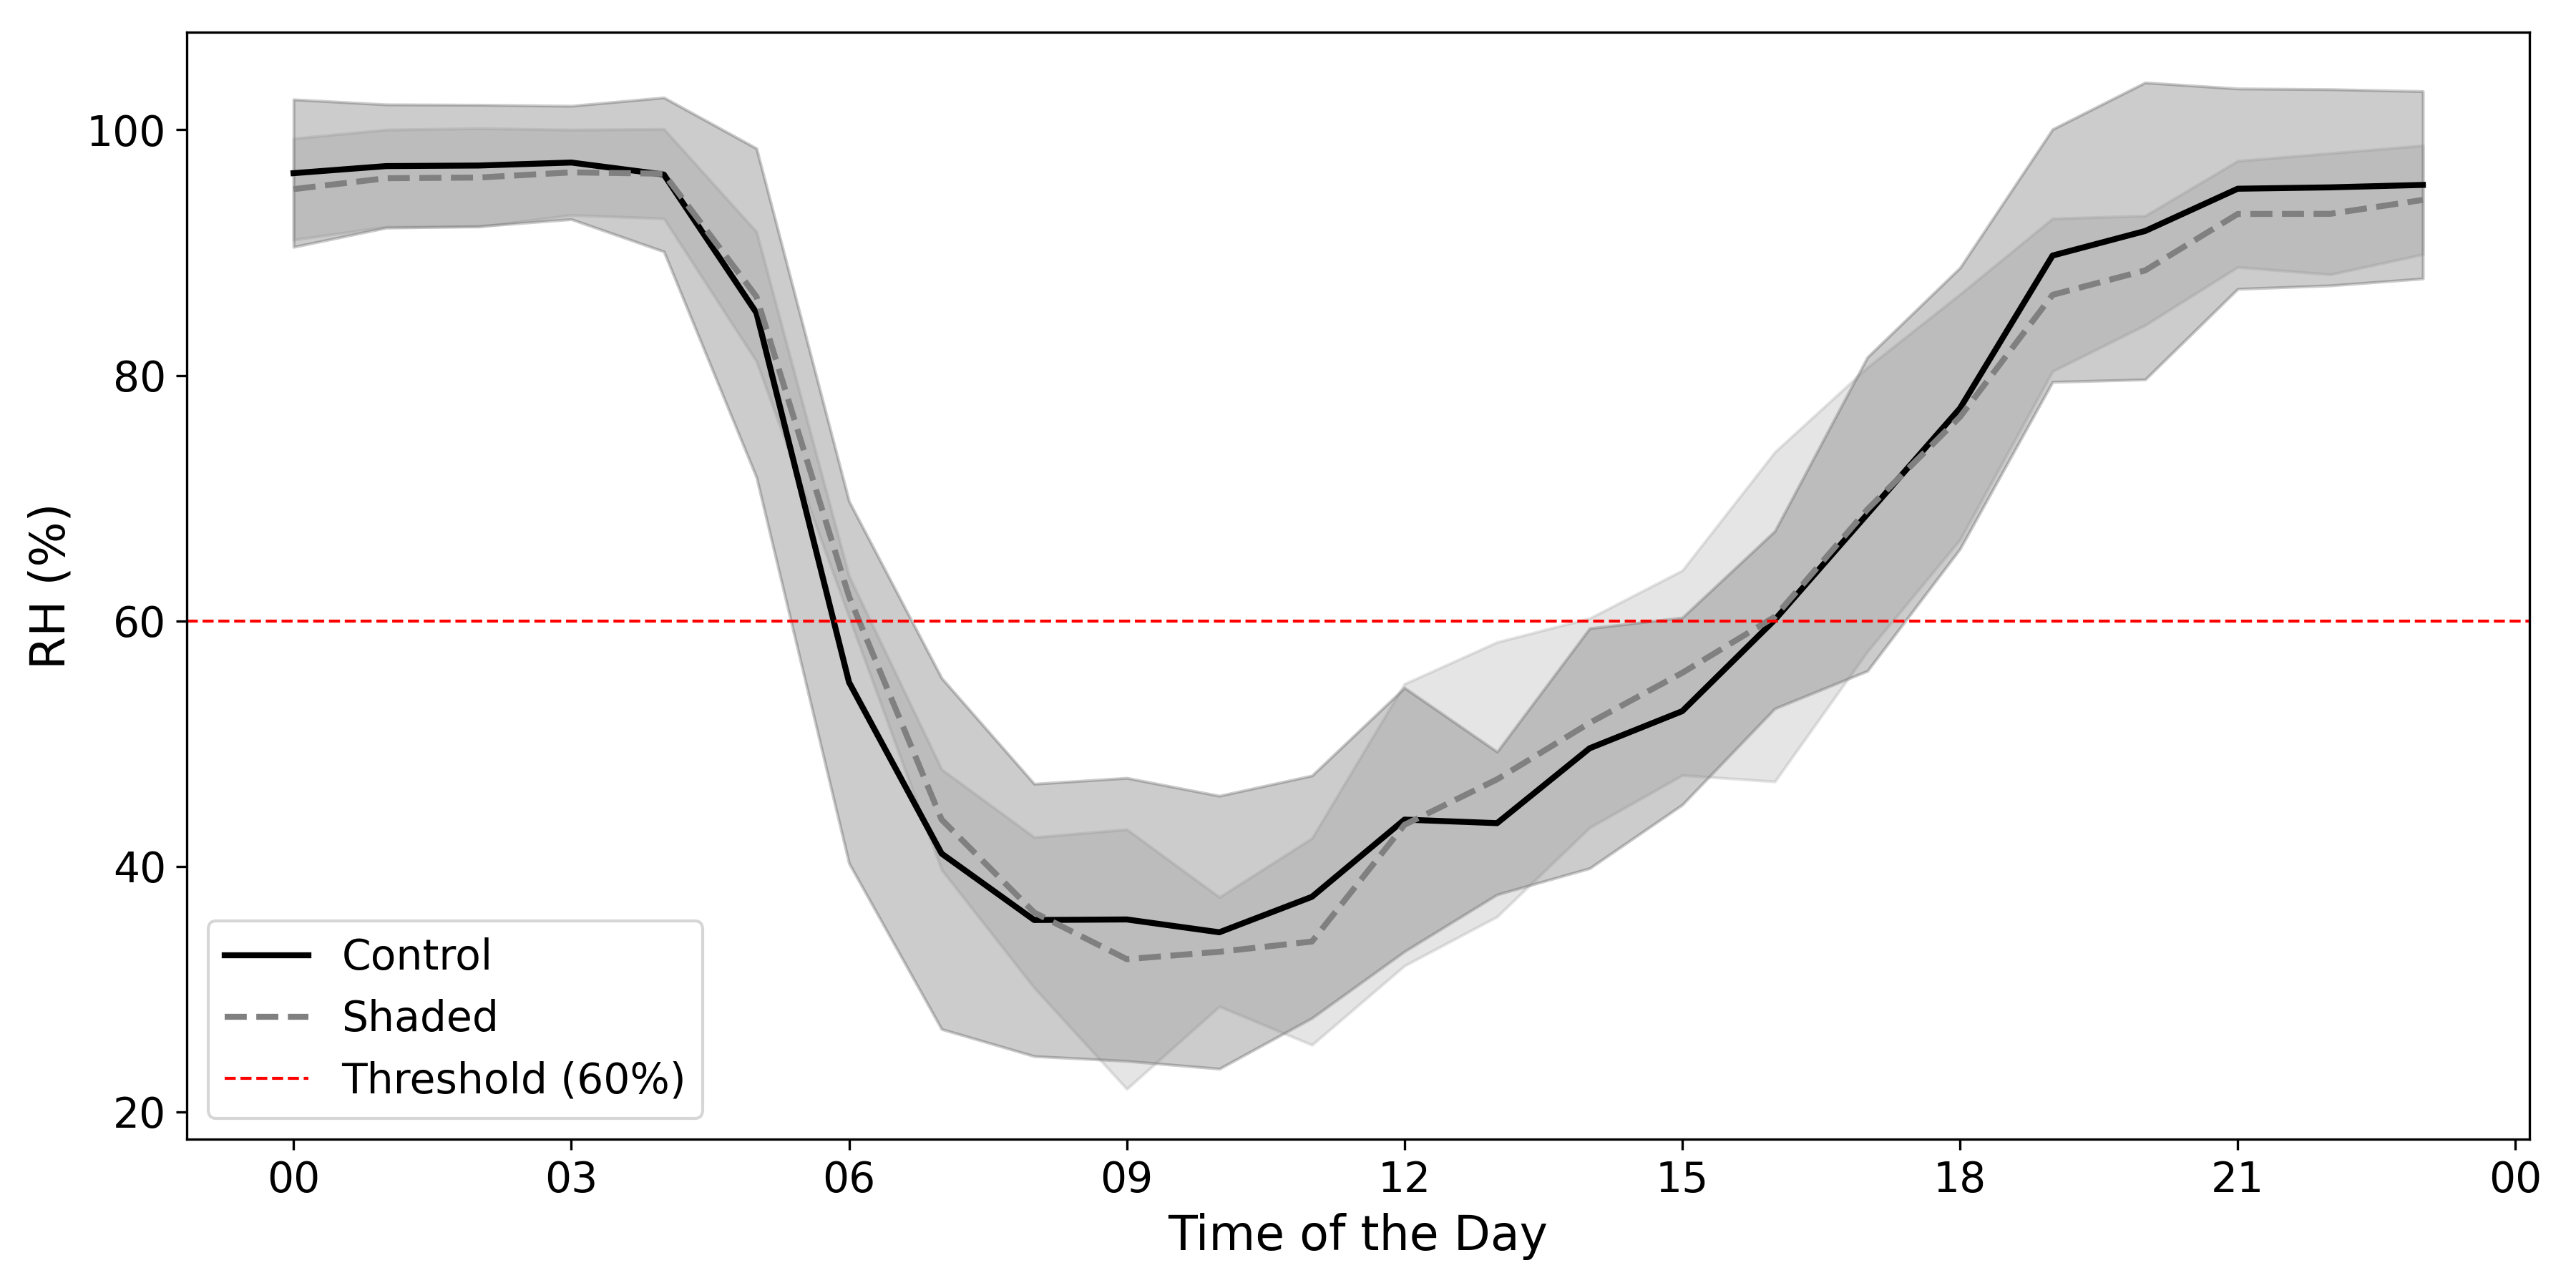 100
80
60
40
20
RH (%)
Control
Shaded
Threshold (60%)
00 03 06 09 12 15 18 21 00
Time of the Day